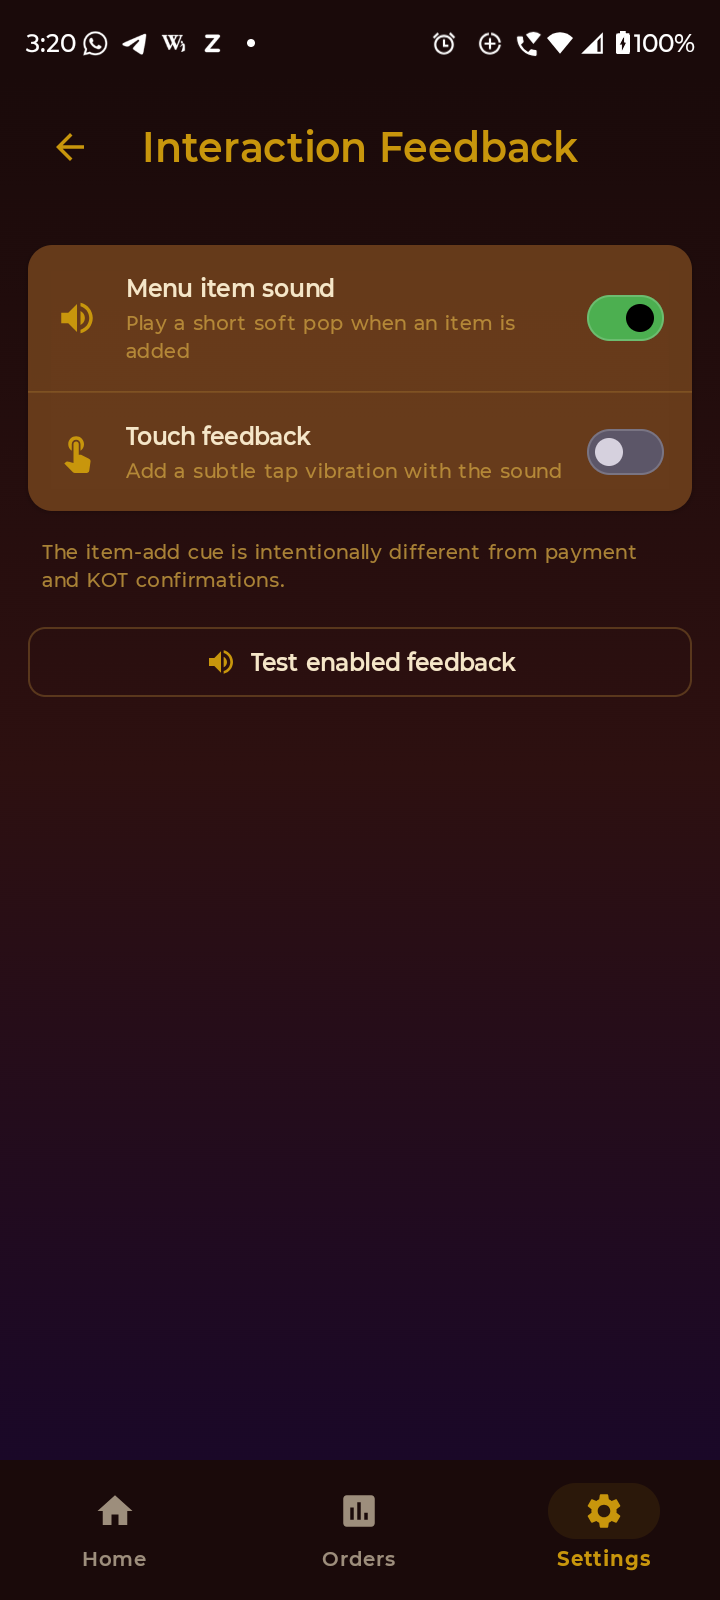 3:20 100%
Interaction Feedback
Menu item sound
Play a short soft pop when an item is
added
Touch feedback
Add a subtle tap vibration with the sound
The item-add cue is intentionally different from payment
and KOT confirmations.
Test enabled feedback
Home Orders Settings